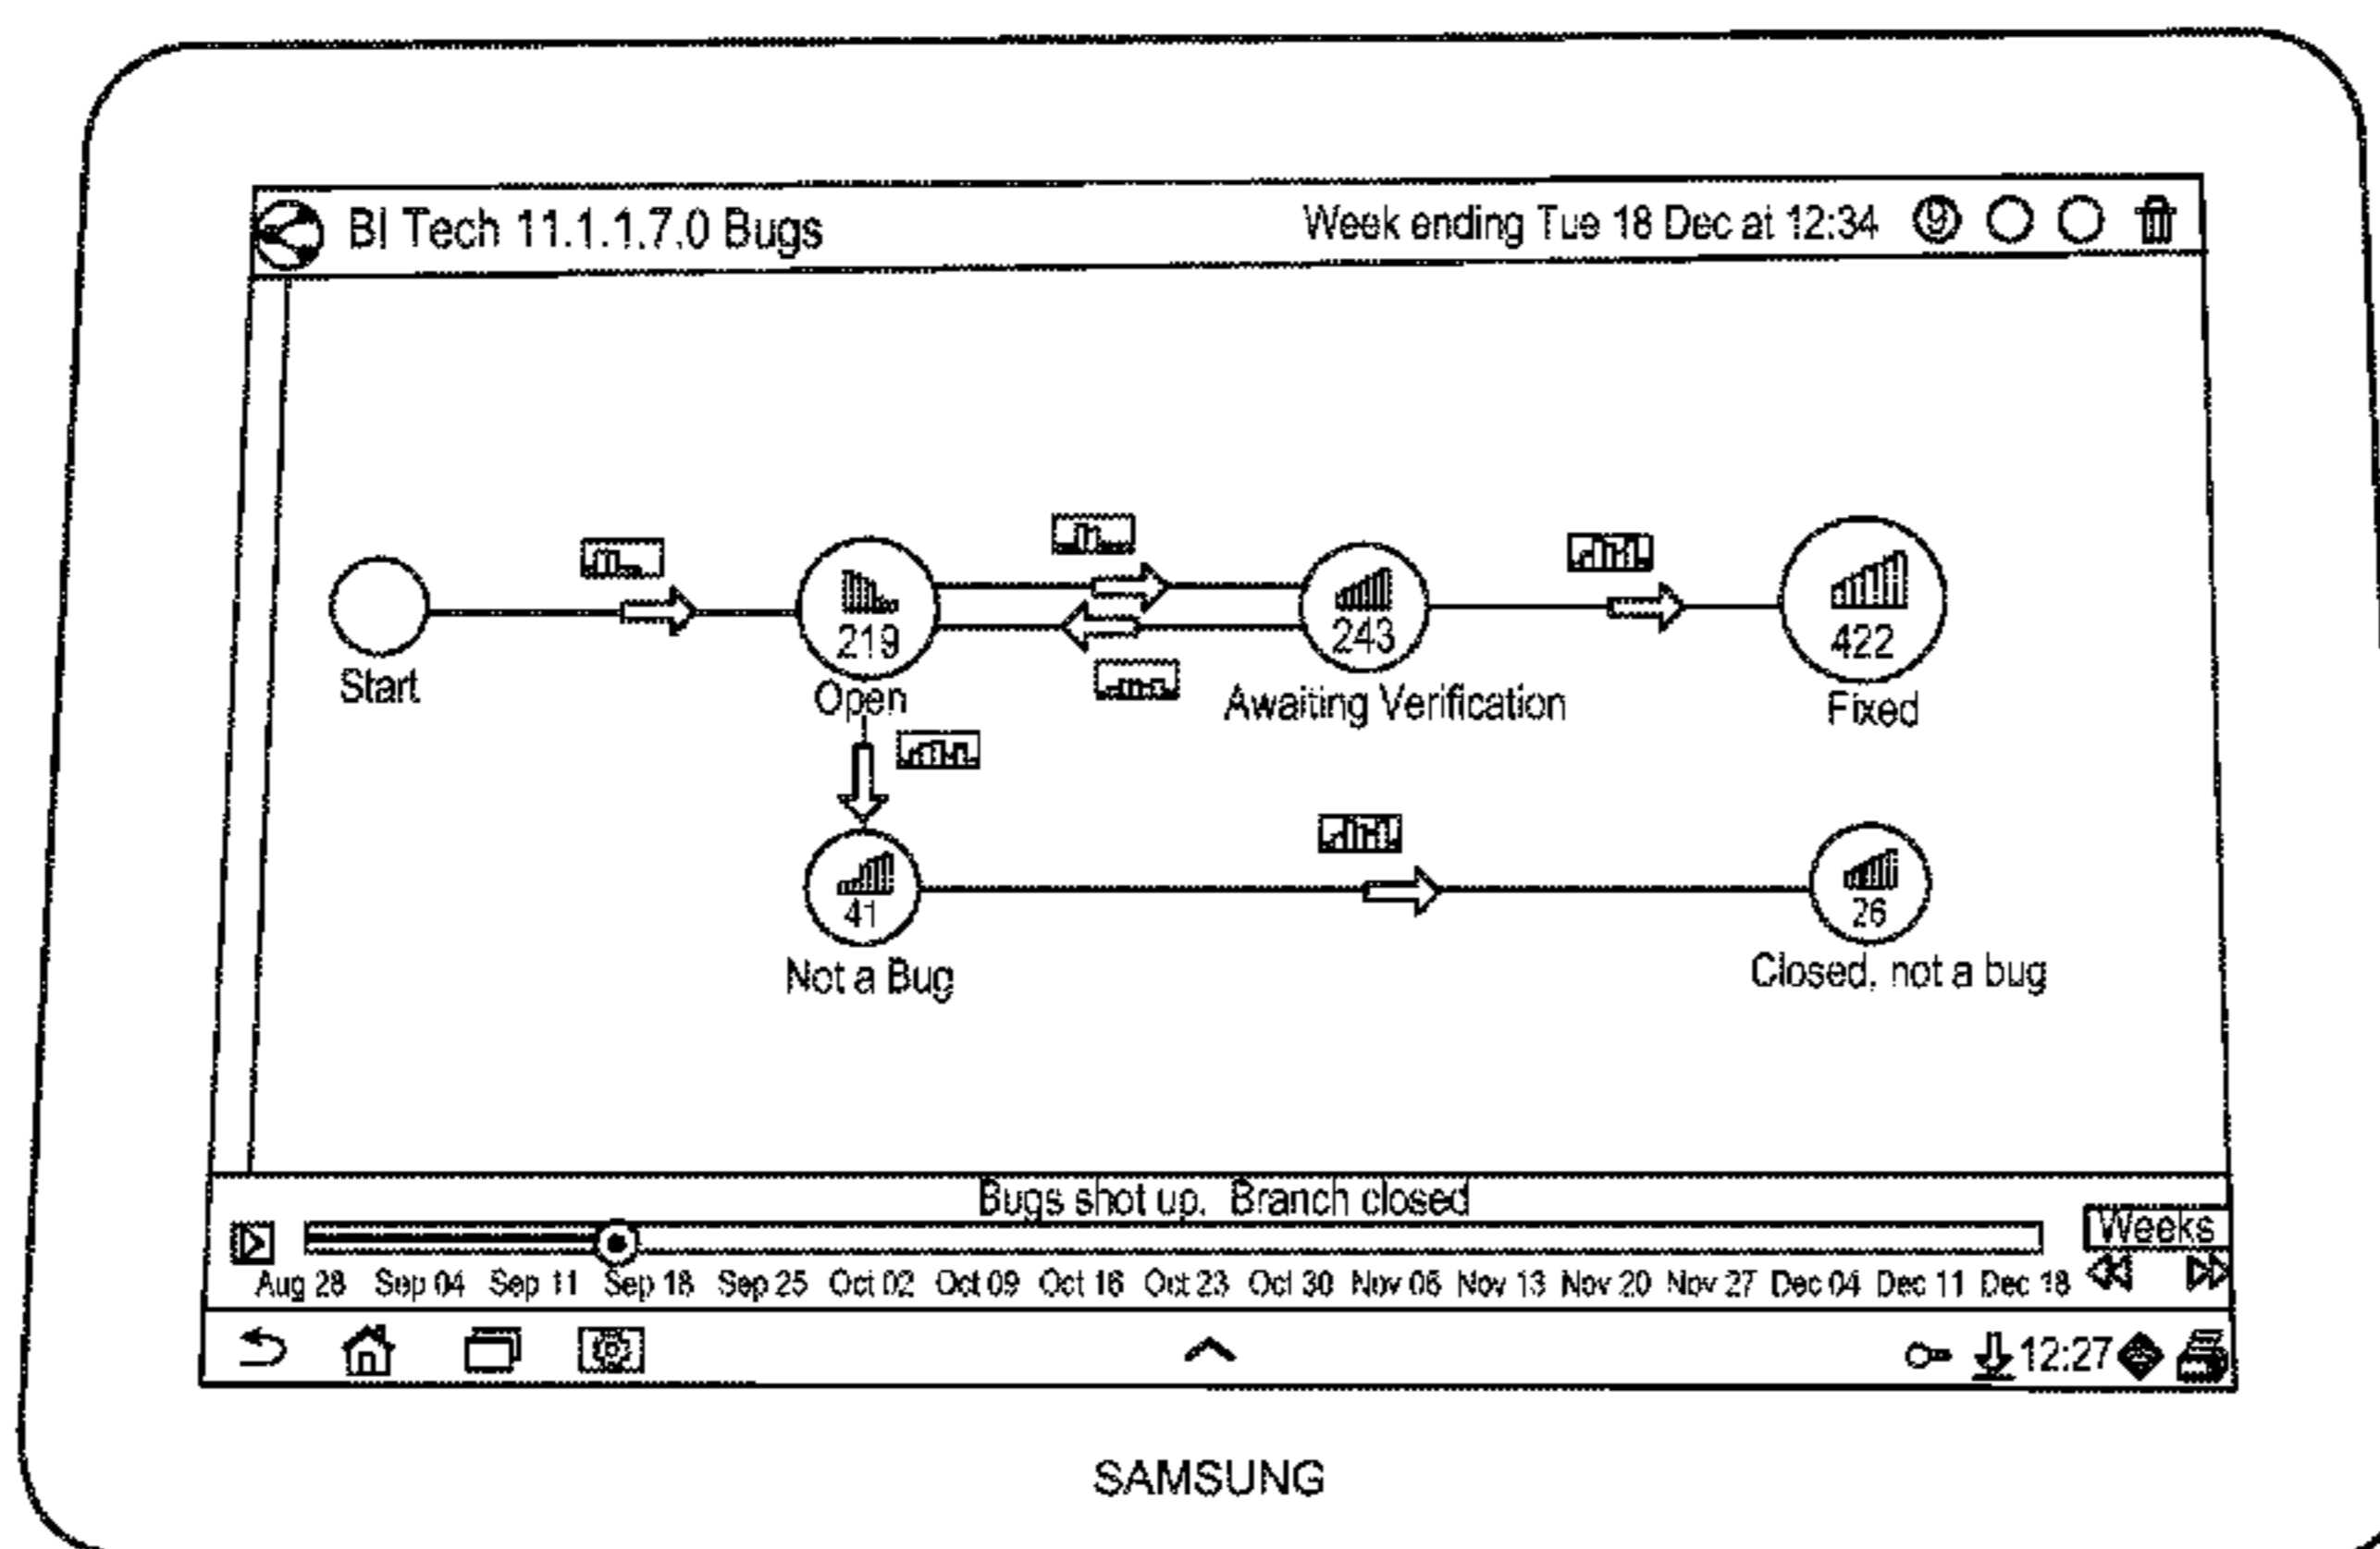 BI Tech 11.1.1.7.0 Bugs
Week ending Tue 18 Dec at 12:34
9
219
243
422
Start
Open
Awaiting Verification
Fixed
41
26
Not a Bug
Closed, not a bug
Bugs shot up. Branch closed
Weeks
Aug 28 Sep 04 Sep 11 Sep 18 Sep 25 Oct 02 Oct 09 Oct 16 Oct 23 Oct 30 Nov 06 Nov 13 Nov 20 Nov 27 Dec 04 Dec 11 Dec 18
12:27
SAMSUNG